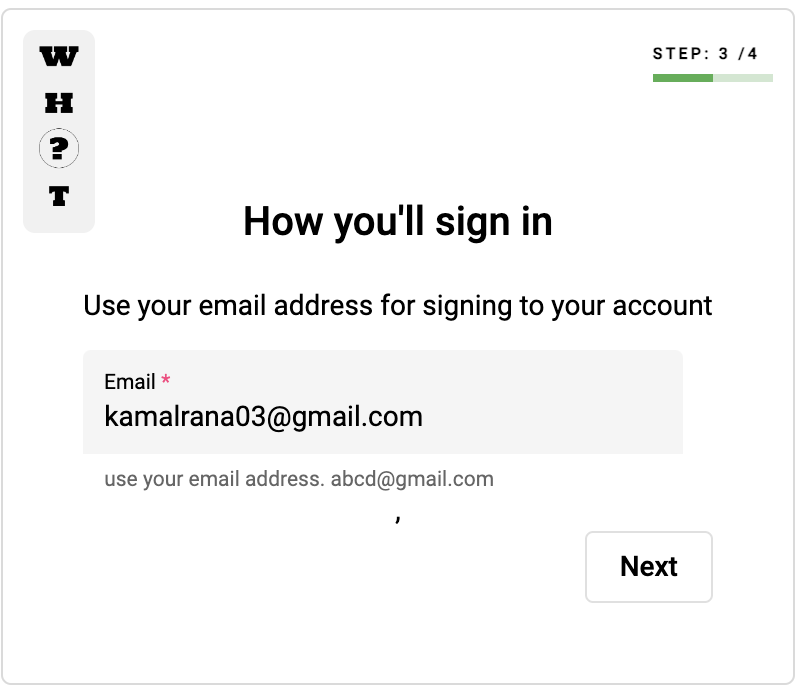 W
H
?
T
STEP: 3 /4
How you'll sign in
Use your email address for signing to your account
Email *
kamalrana03@gmail.com
use your email address. abcd@gmail.com
,
Next